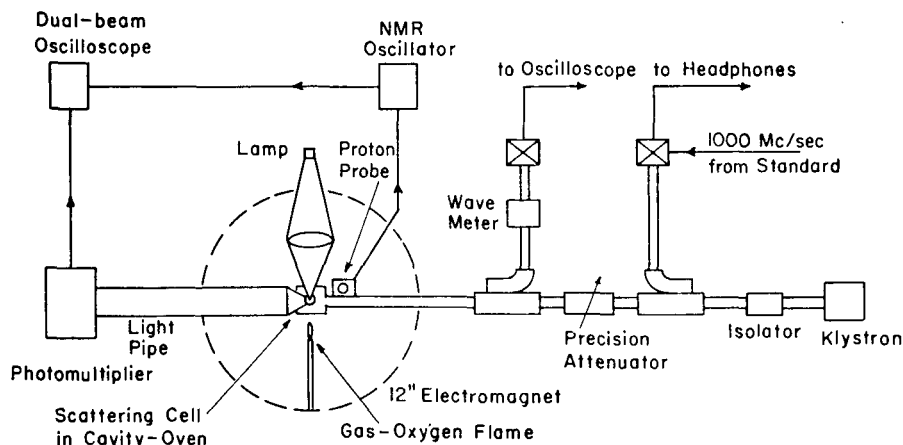 Dual-beam
Oscilloscope
NMR
Oscillator
to Oscilloscope
to Headphones
1000 Mc/sec
from Standard
Lamp
Proton
Probe
Wave
Meter
Light
Pipe
Photomultiplier
Precision
Attenuator
Isolator
Klystron
12" Electromagnet
Scattering Cell
in Cavity-Oven
Gas-Oxygen Flame